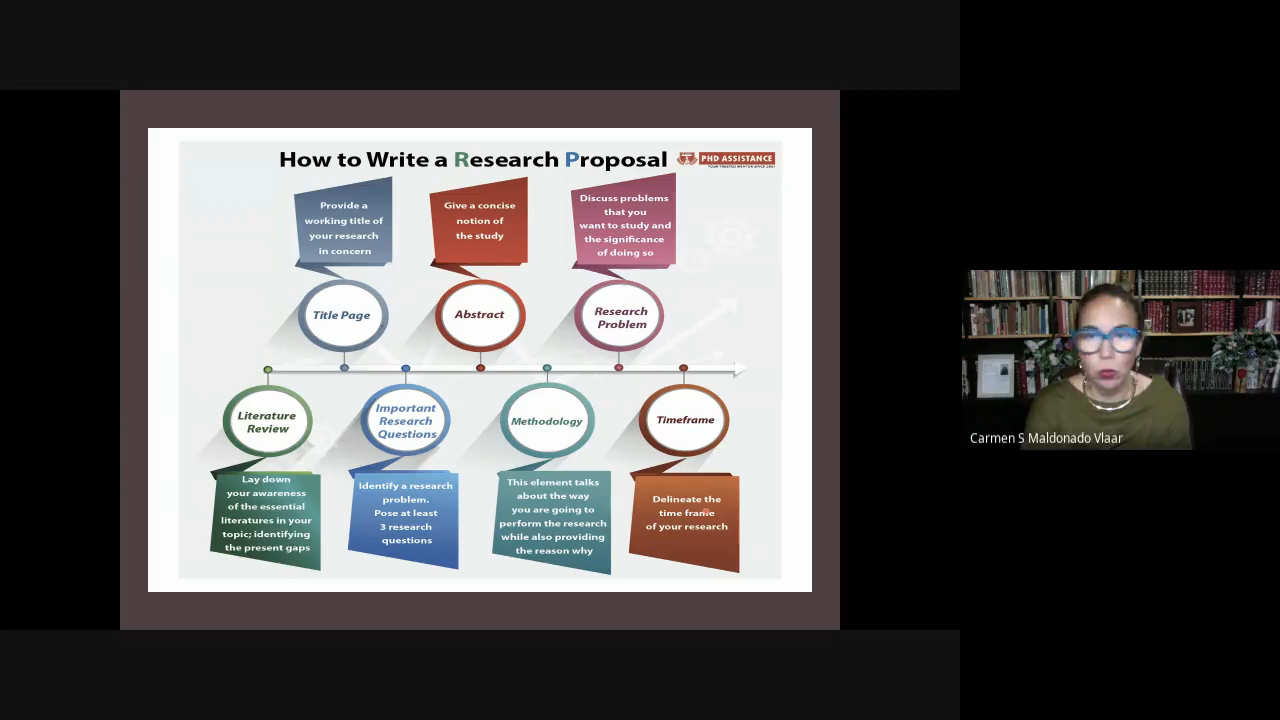 How to Write a Research Proposal
PHD ASSISTANCE
YOUR TRUSTED MENTOR SINCE 2001
Provide a
working title of
your research
in concern
Give a concise
notion of
the study
Discuss problems
that you
want to study and
the significance
of doing so
Title Page
Abstract
Research
Problem
Literature
Review
Important
Research
Questions
Methodology
Timeframe
Lay down
your awareness
of the essential
literatures in your
topic; identifying
the present gaps
Identify a research
problem.
Pose at least
3 research
questions
This element talks
about the way
you are going to
perform the research
while also providing
the reason why
Delineate the
time frame
of your research
Carmen S Maldonado Vlaar